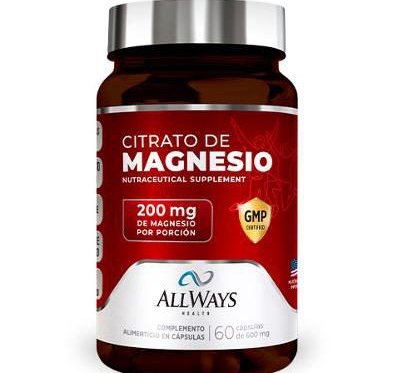 CITRATO DE
MAGNESIO
NUTRACEUTICAL SUPPLEMENT
200 mg
DE MAGNESIO
POR PORCIÓN
GMP
CERTIFIED
ALLWAYS
HEALTH
COMPLEMENTO
ALIMENTICIO EN CÁPSULAS
60 cápsulas
de 600 mg